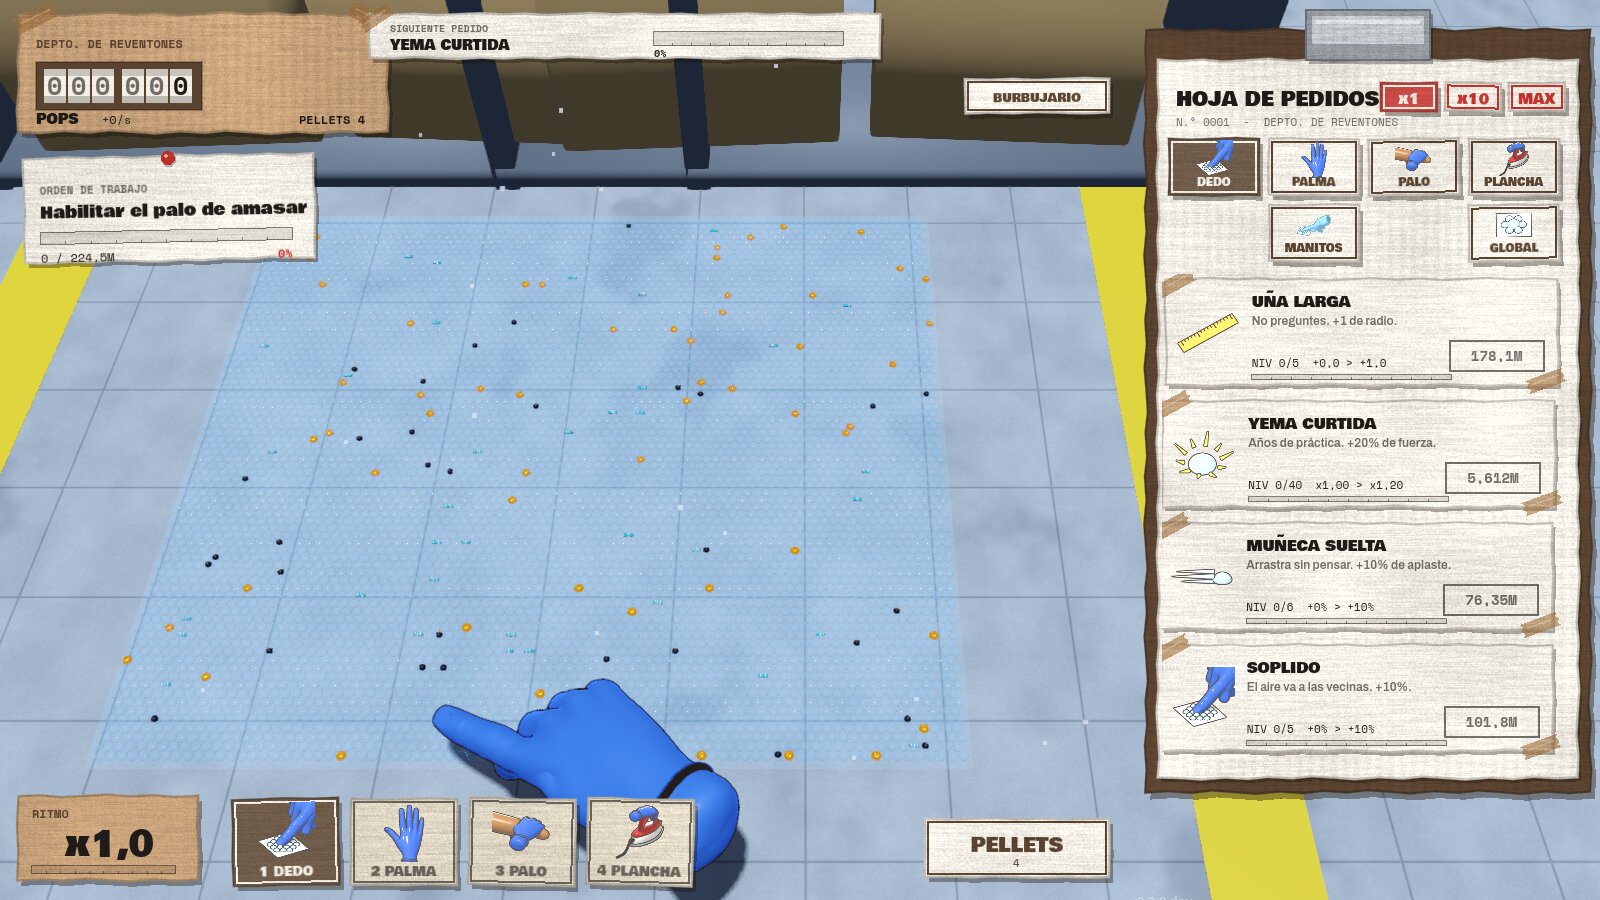 DEPTO. DE REVENTONES
000 000
POPS +0/s PELLETS 4
SIGUIENTE PEDIDO
YEMA CURTIDA
0%
BURBUJARIO
ORDEN DE TRABAJO
Habilitar el palo de amasar
0 / 224,5M 0%
HOJA DE PEDIDOS x1 x10 MAX
N.° 0001 - DEPTO. DE REVENTONES
DEDO PALMA PALO PLANCHA
MANITOS GLOBAL
UÑA LARGA
No preguntes. +1 de radio.
NIV 0/5 +0,0 > +1,0 178,1M
YEMA CURTIDA
Años de práctica. +20% de fuerza.
NIV 0/40 x1,00 > x1,20 5,612M
MUÑECA SUELTA
Arrastra sin pensar. +10% de aplaste.
NIV 0/6 +0% > +10% 76,35M
SOPLIDO
El aire va a las vecinas. +10%.
NIV 0/5 +0% > +10% 101,8M
RITMO
x1,0
1 DEDO 2 PALMA 3 PALO 4 PLANCHA
PELLETS
4